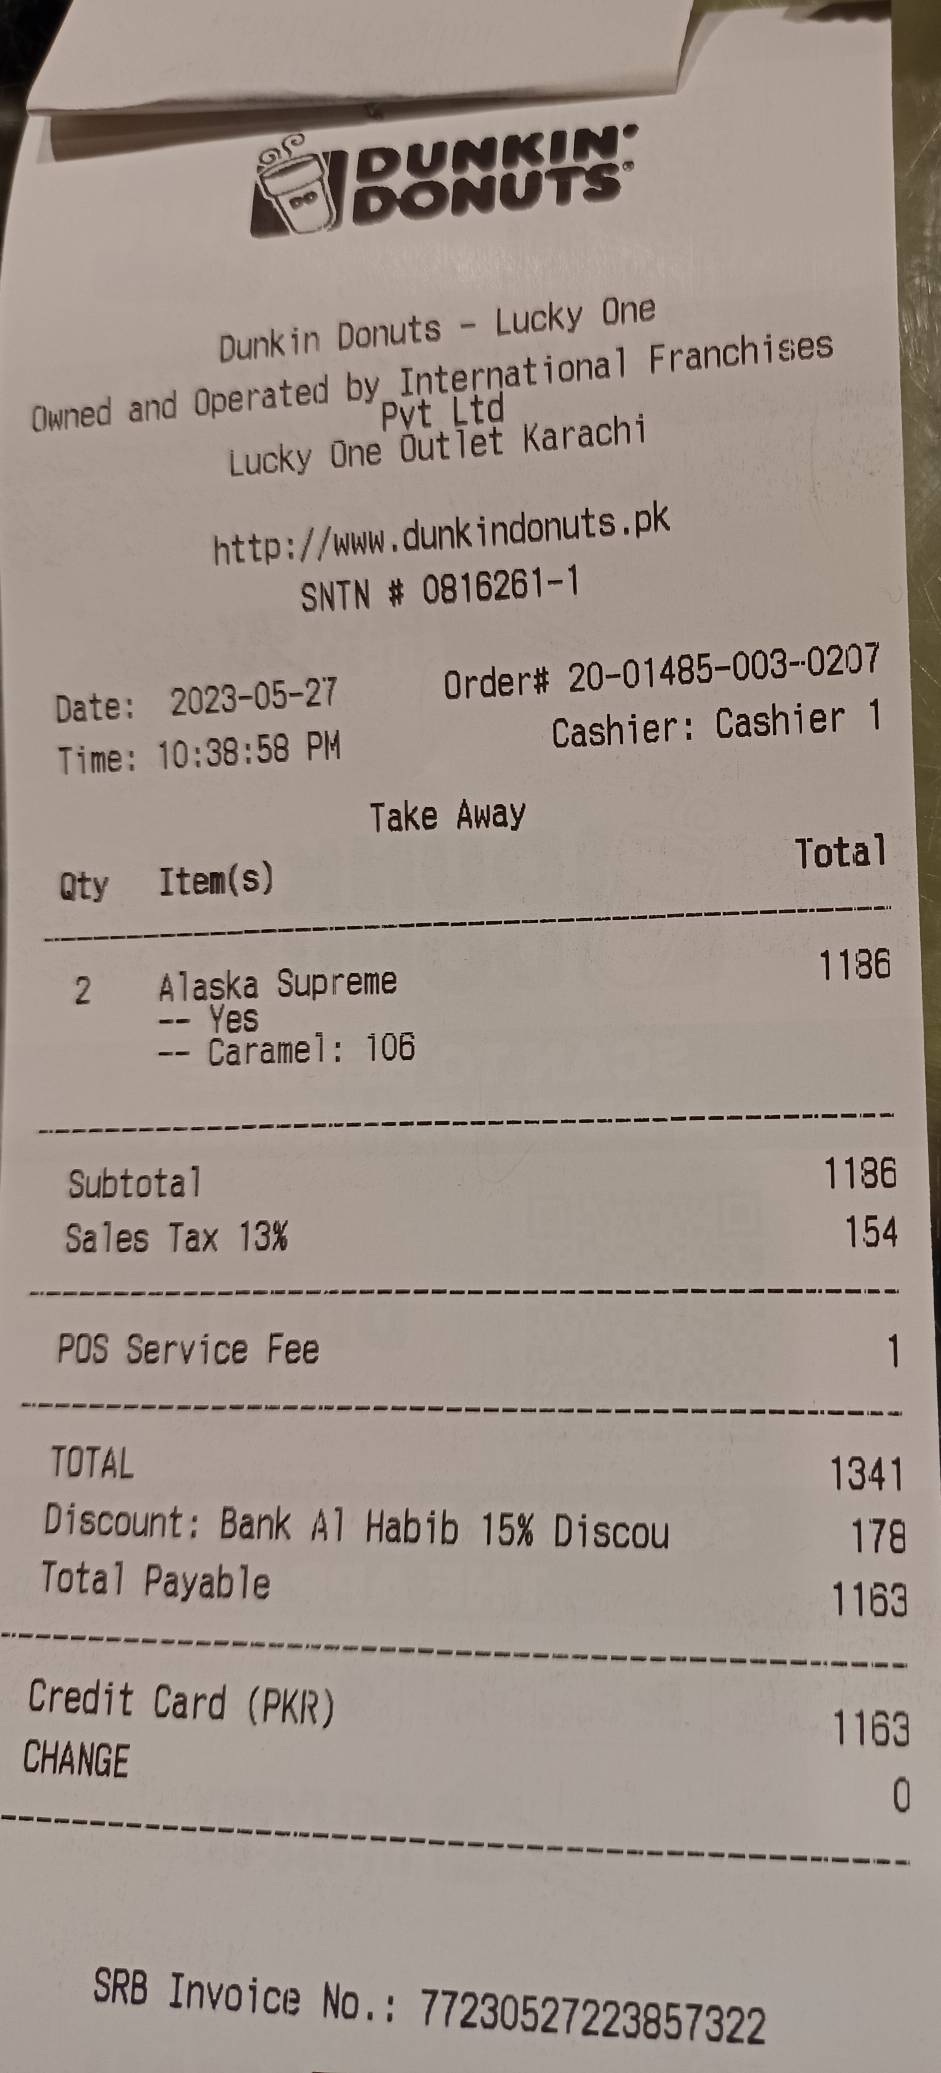 DUNKIN'
DONUTS®
Dunkin Donuts - Lucky One
Owned and Operated by International Franchises
Pvt Ltd
Lucky One Outlet Karachi
http://www.dunkindonuts.pk
SNTN # 0816261-1
Date: 2023-05-27 Order# 20-01485-003-0207
Time: 10:38:58 PM Cashier: Cashier 1
Take Away
Qty Item(s) Total
2 Alaska Supreme 1186
-- Yes
-- Caramel: 106
Subtotal 1186
Sales Tax 13% 154
POS Service Fee 1
TOTAL 1341
Discount: Bank Al Habib 15% Discou 178
Total Payable 1163
Credit Card (PKR) 1163
CHANGE 0
SRB Invoice No.: 77230527223857322